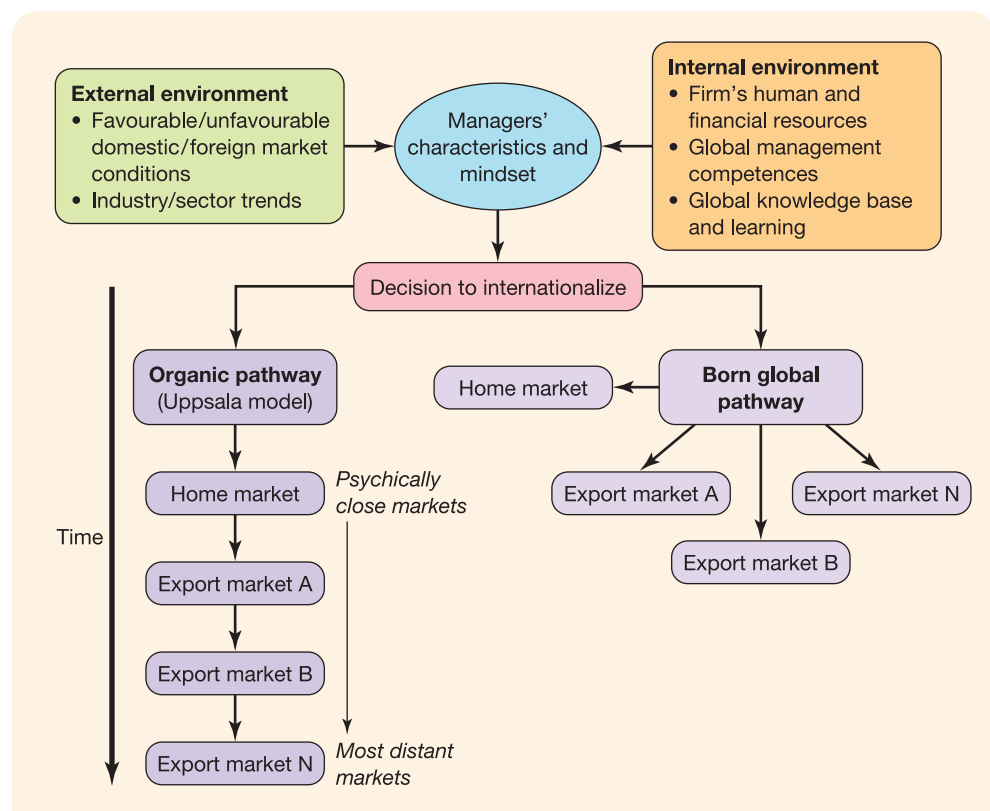 External environment
• Favourable/unfavourable
domestic/foreign market
conditions
• Industry/sector trends
Managers'
characteristics and
mindset
Internal environment
• Firm's human and
financial resources
• Global management
competences
• Global knowledge base
and learning
Decision to internationalize
Organic pathway
(Uppsala model)
Home market
Born global
pathway
Home market
Psychically
close markets
Export market A
Export market N
Time
Export market A
Export market B
Export market B
Export market N
Most distant
markets